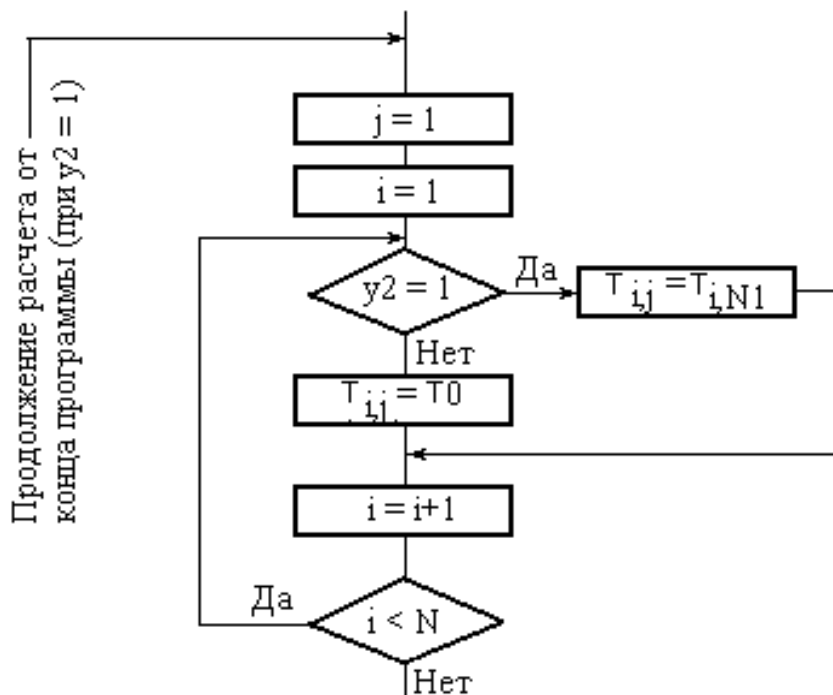 Продолжение расчета от
конца программы (при y2 = 1)
j = 1
i = 1
y2 = 1
Да
T i,j = T i,N1
Нет
T i,j = T0
i = i+1
Да
i < N
Нет